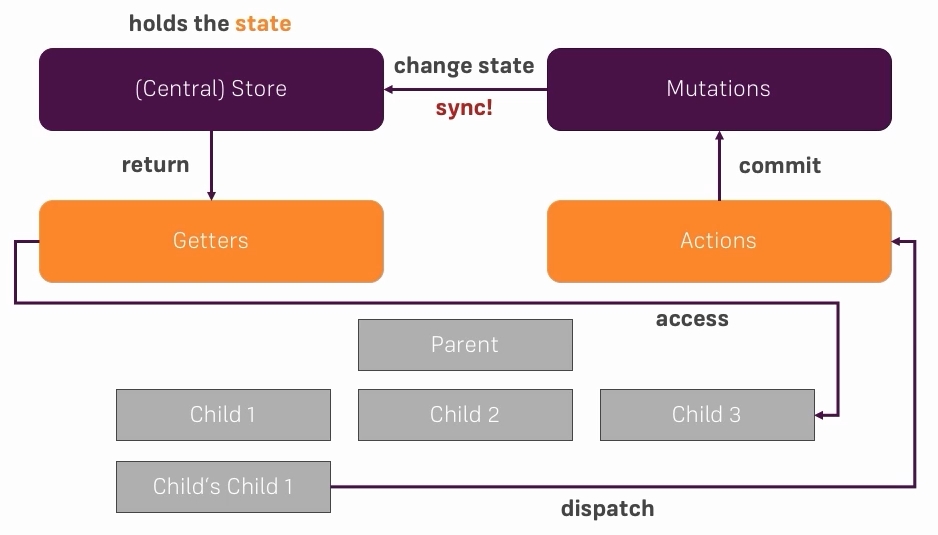 holds the state
(Central) Store
change state
sync!
Mutations
return
commit
Getters
Actions
access
Parent
Child 1
Child 2
Child 3
Child's Child 1
dispatch